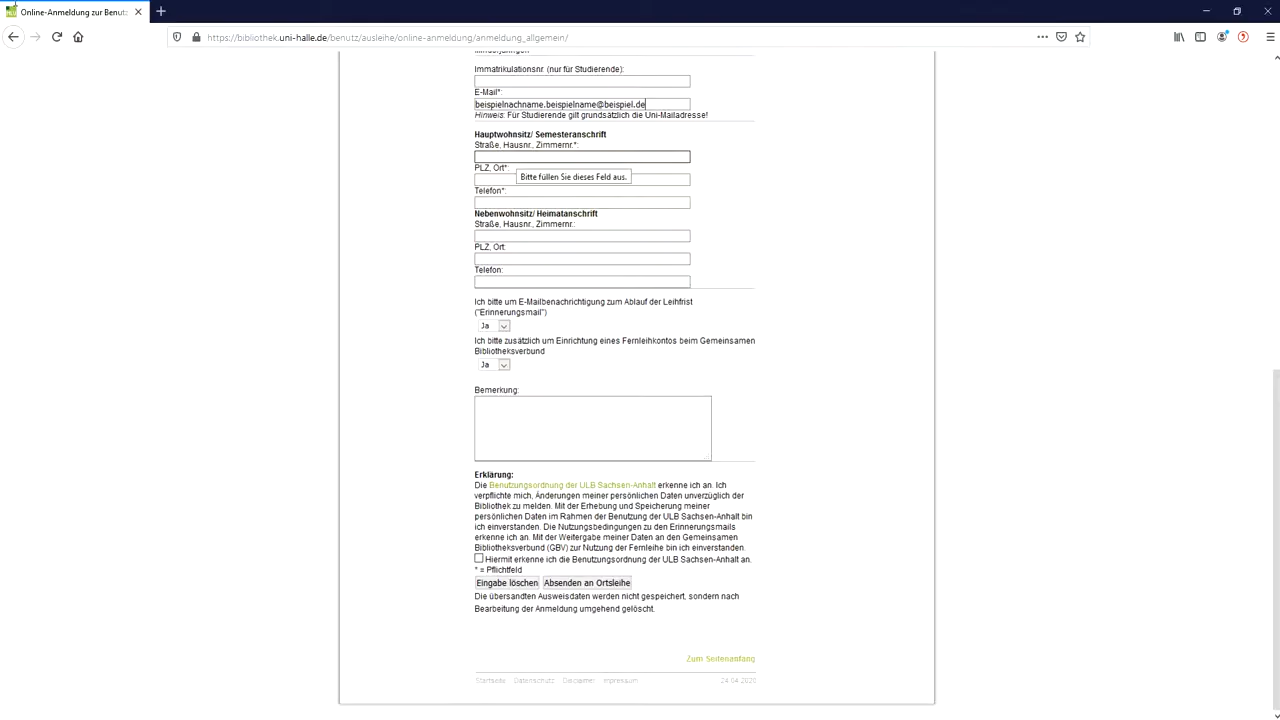 Online-Anmeldung zur Benut
https://bibliothek.uni-halle.de/benutz/ausleihe/online-anmeldung/anmeldung_allgemein/
Immatrikulationsnr. (nur für Studierende):
E-Mail*:
beispielnachname.beispielname@beispiel.de
Hinweis: Für Studierende gilt grundsätzlich die Uni-Mailadresse!
Hauptwohnsitz/ Semesteranschrift
Straße, Hausnr., Zimmernr.*:
PLZ, Ort*:
Bitte füllen Sie dieses Feld aus.
Telefon*:
Nebenwohnsitz/ Heimatanschrift
Straße, Hausnr., Zimmernr.:
PLZ, Ort:
Telefon:
Ich bitte um E-Mailbenachrichtigung zum Ablauf der Leihfrist
("Erinnerungsmail")
Ja
Ich bitte zusätzlich um Einrichtung eines Fernleihkontos beim Gemeinsamen
Bibliotheksverbund
Ja
Bemerkung:
Erklärung:
Die Benutzungsordnung der ULB Sachsen-Anhalt erkenne ich an. Ich
verpflichte mich, Änderungen meiner persönlichen Daten unverzüglich der
Bibliothek zu melden. Mit der Erhebung und Speicherung meiner
persönlichen Daten im Rahmen der Benutzung der ULB Sachsen-Anhalt bin
ich einverstanden. Die Nutzungsbedingungen zu den Erinnerungsmails
erkenne ich an. Mit der Weitergabe meiner Daten an den Gemeinsamen
Bibliotheksverbund (GBV) zur Nutzung der Fernleihe bin ich einverstanden.
Hiermit erkenne ich die Benutzungsordnung der ULB Sachsen-Anhalt an.
* = Pflichtfeld
Eingabe löschen Absenden an Ortsleihe
Die übersandten Ausweisdaten werden nicht gespeichert, sondern nach
Bearbeitung der Anmeldung umgehend gelöscht.
Zum Seitenanfang
Startseite Datenschutz Disclaimer Impressum 24.04.2020